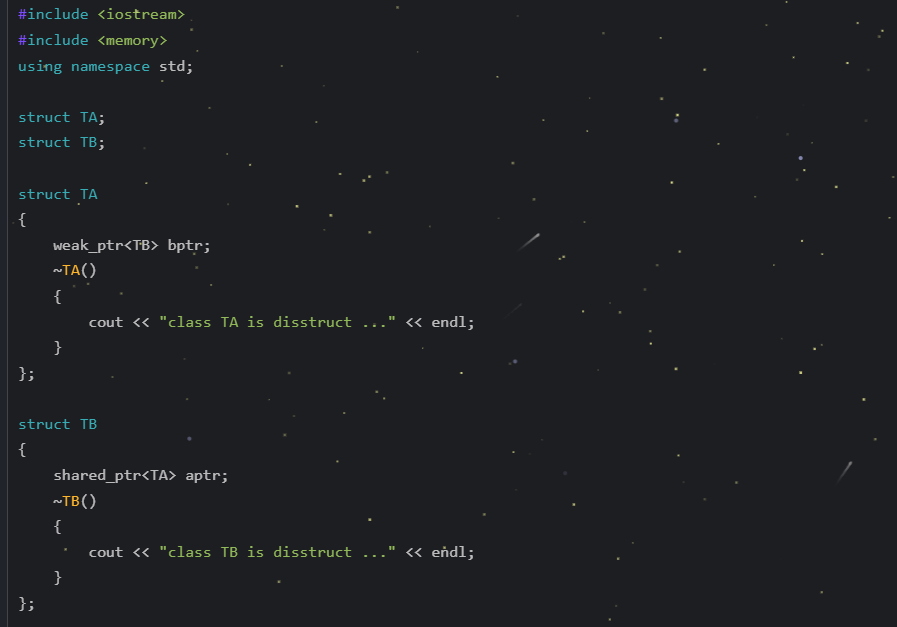 #include <iostream>
#include <memory>
using namespace std;
struct TA;
struct TB;
struct TA
{
    weak_ptr<TB> bptr;
    ~TA()
    {
        cout << "class TA is disstruct ..." << endl;
    }
};
struct TB
{
    shared_ptr<TA> aptr;
    ~TB()
    {
        cout << "class TB is disstruct ..." << endl;
    }
};